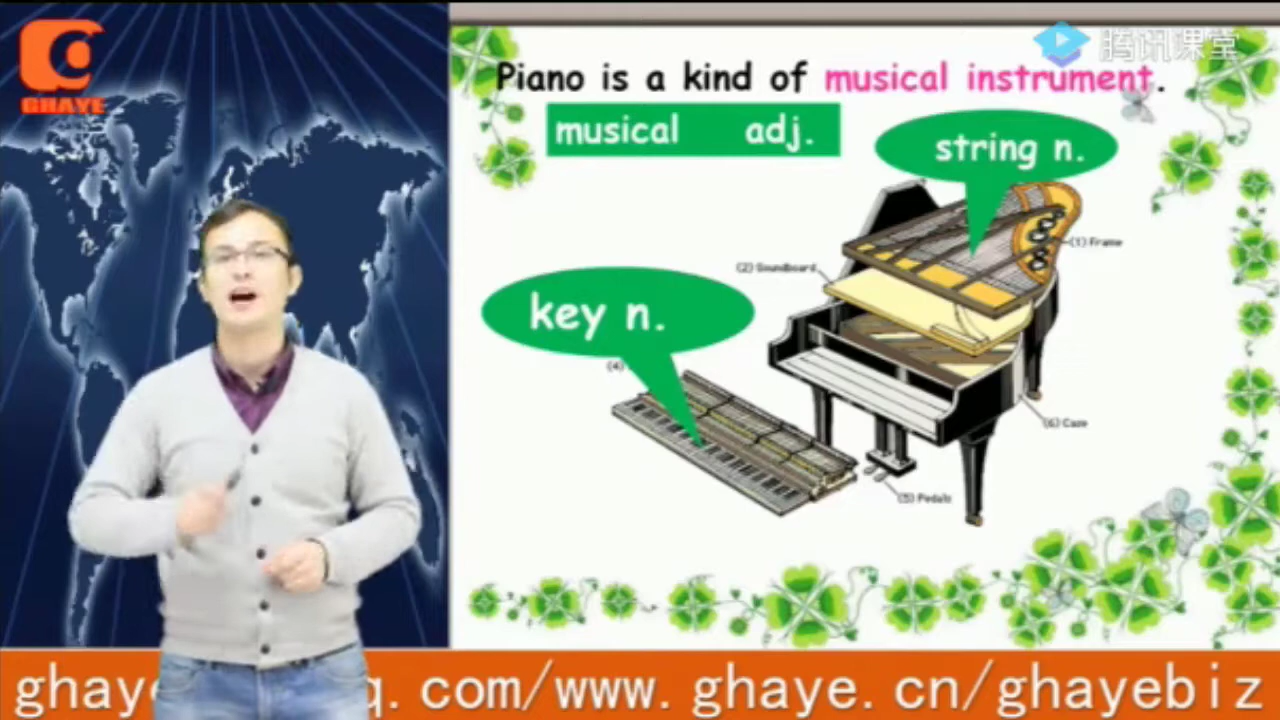 GHAYE
腾讯课堂
Piano is a kind of musical instrument.
musical adj.
string n.
(1) Frame
(2) Soundboard
key n.
(4)
(6) Case
(5) Pedals
ghaye q. com/www. ghaye. cn/ghayebiz